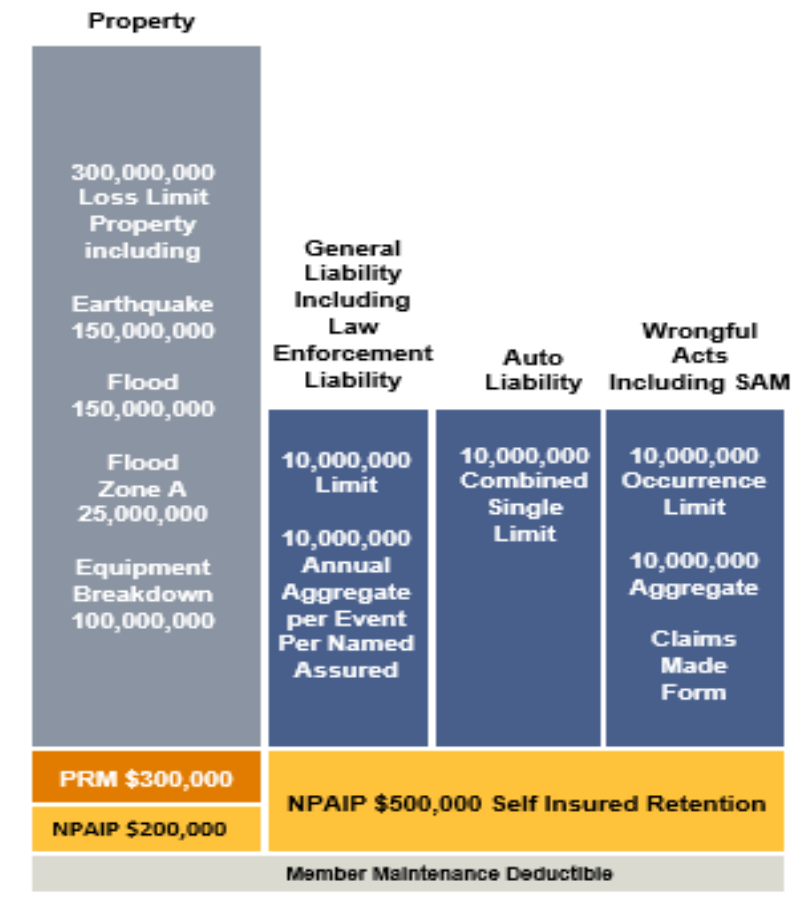 Property
300,000,000
Loss Limit
Property
including
Earthquake
150,000,000
Flood
150,000,000
Flood
Zone A
25,000,000
Equipment
Breakdown
100,000,000
General
Liability
Including
Law
Enforcement
Liability
10,000,000
Limit
10,000,000
Annual
Aggregate
per Event
Per Named
Assured
Auto
Liability
10,000,000
Combined
Single
Limit
Wrongful
Acts
Including SAM
10,000,000
Occurrence
Limit
10,000,000
Aggregate
Claims
Made
Form
PRM $300,000
NPAIP $200,000
NPAIP $500,000 Self Insured Retention
Member Maintenance Deductible